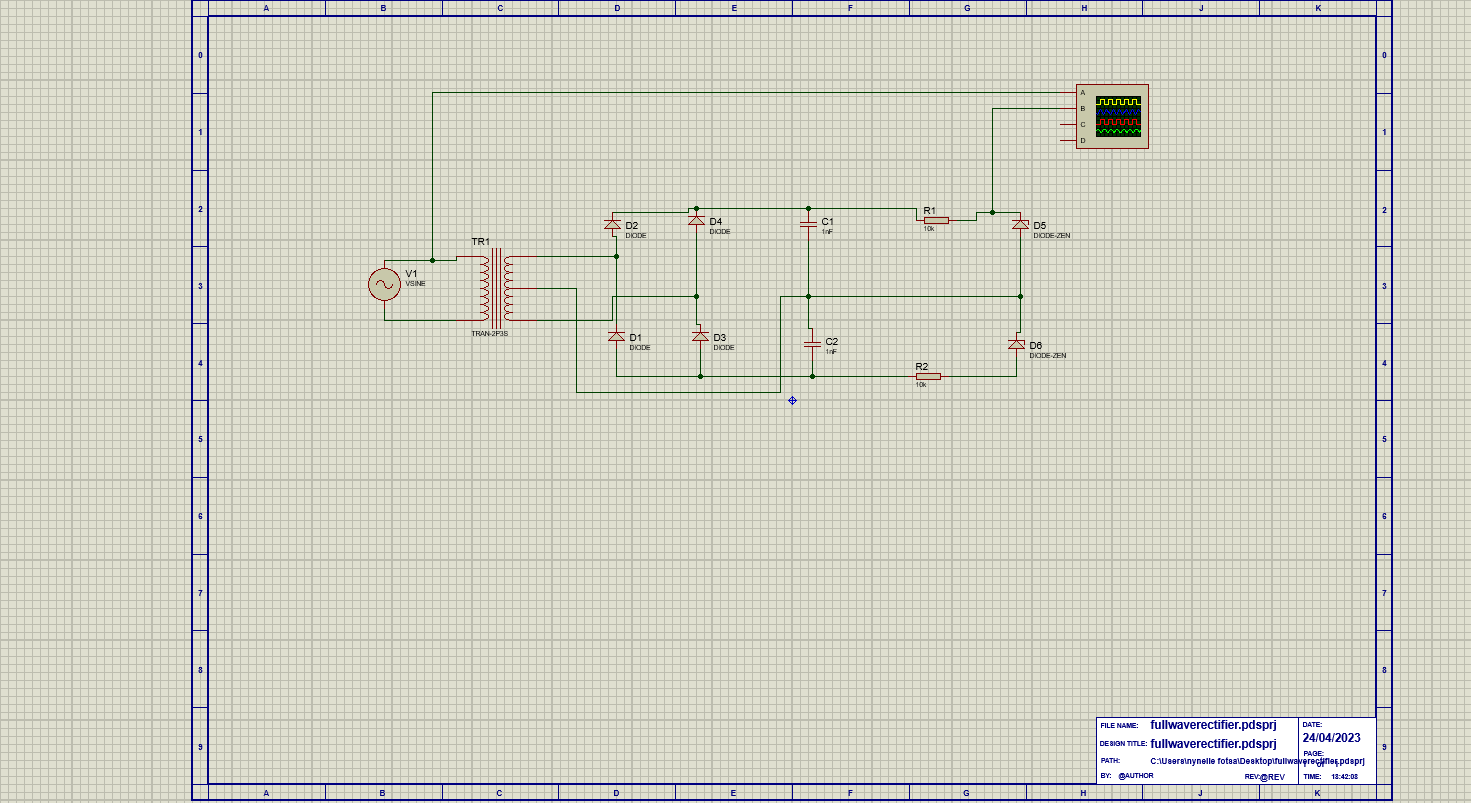 A B C D E F G H J K
0 0
A
B
1 C 1
D
2 2
R1
D4
C1
D2 D5
10k
1nF
DIODE
DIODE DIODE-ZEN
TR1
V1
VSINE
3 3
TRAN-2P3S
D1 D3 C2
DIODE DIODE 1nF
D6
DIODE-ZEN
4 4
R2
10k
5 5
6 6
7 7
8 8
FILE NAME: fullwaverectifier.pdsprj DATE:
24/04/2023
DESIGN TITLE: fullwaverectifier.pdsprj
9 9
PAGE:
PATH: C:\Users\nynelle fotsa\Desktop\fullwaverectifier.pdsprj
BY: @AUTHOR REV:@REV TIME: 18:42:08
A B C D E F G H J K